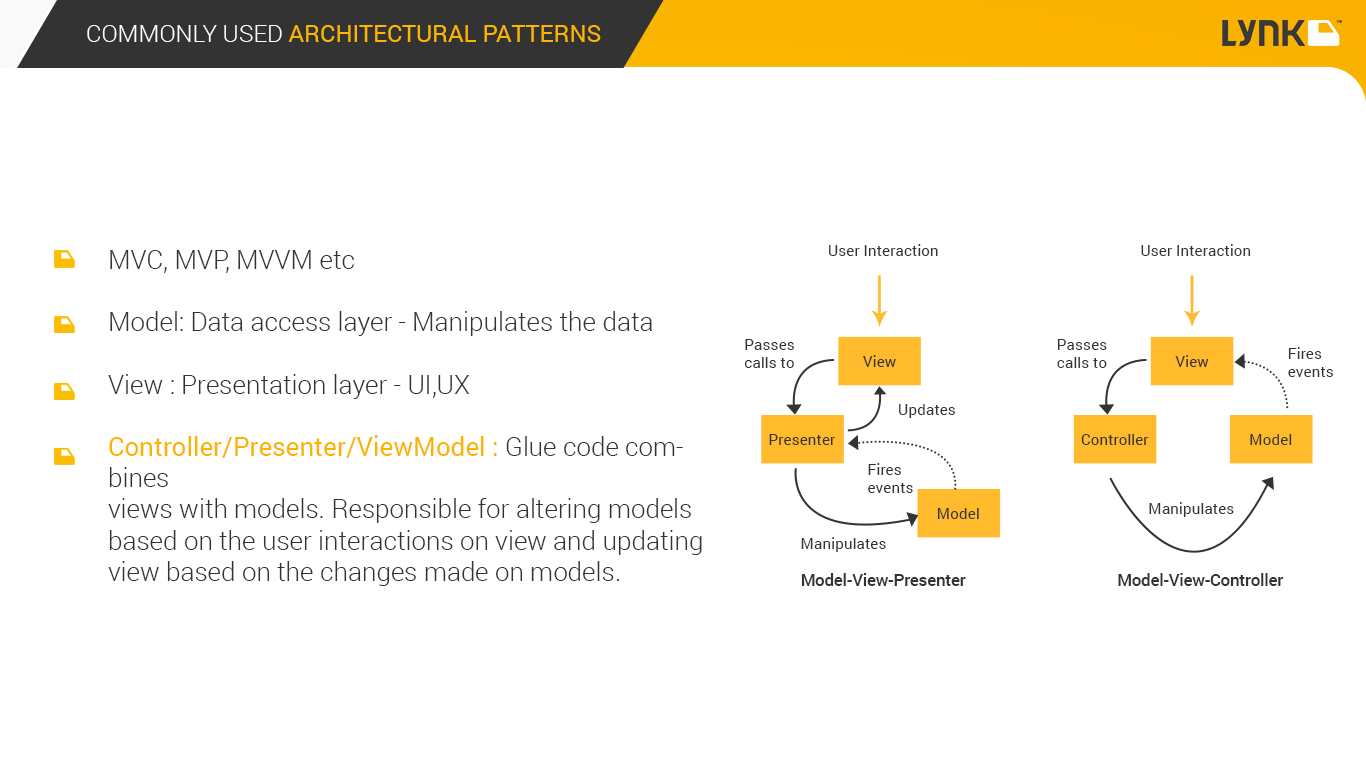 COMMONLY USED ARCHITECTURAL PATTERNS
LYNK
™
MVC, MVP, MVVM etc
Model: Data access layer - Manipulates the data
View : Presentation layer - UI,UX
Controller/Presenter/ViewModel : Glue code com-
bines
views with models. Responsible for altering models
based on the user interactions on view and updating
view based on the changes made on models.
User Interaction
Passes
calls to
View
Updates
Presenter
Fires
events
Model
Manipulates
Model-View-Presenter
User Interaction
Passes
calls to
View
Fires
events
Controller
Model
Manipulates
Model-View-Controller